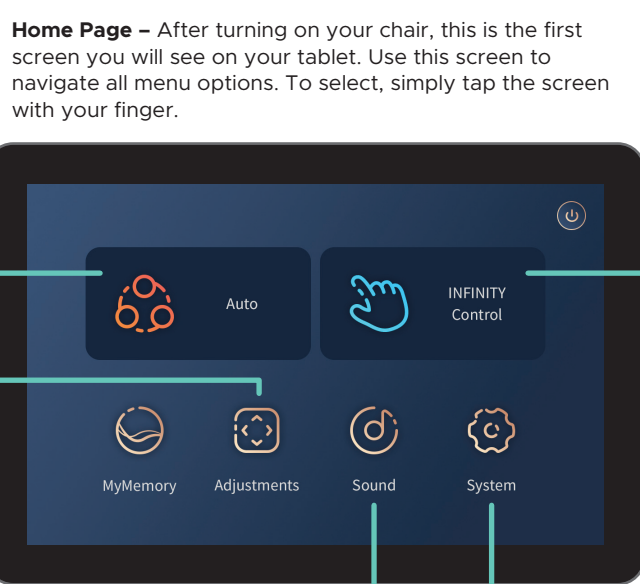 Home Page – After turning on your chair, this is the first
screen you will see on your tablet. Use this screen to
navigate all menu options. To select, simply tap the screen
with your finger.
Auto
INFINITY
Control
MyMemory
Adjustments
Sound
System